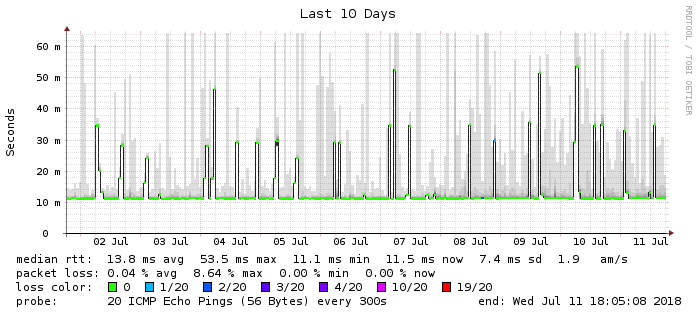 Last 10 Days
RRDTOOL / TOBI OETIKER
Seconds
60 m
50 m
40 m
30 m
20 m
10 m
0
02 Jul 03 Jul 04 Jul 05 Jul 06 Jul 07 Jul 08 Jul 09 Jul 10 Jul 11 Jul
median rtt: 13.8 ms avg 53.5 ms max 11.1 ms min 11.5 ms now 7.4 ms sd 1.9 am/s
packet loss: 0.04 % avg 8.64 % max 0.00 % min 0.00 % now
loss color: 0 1/20 2/20 3/20 4/20 10/20 19/20
probe: 20 ICMP Echo Pings (56 Bytes) every 300s end: Wed Jul 11 18:05:08 2018